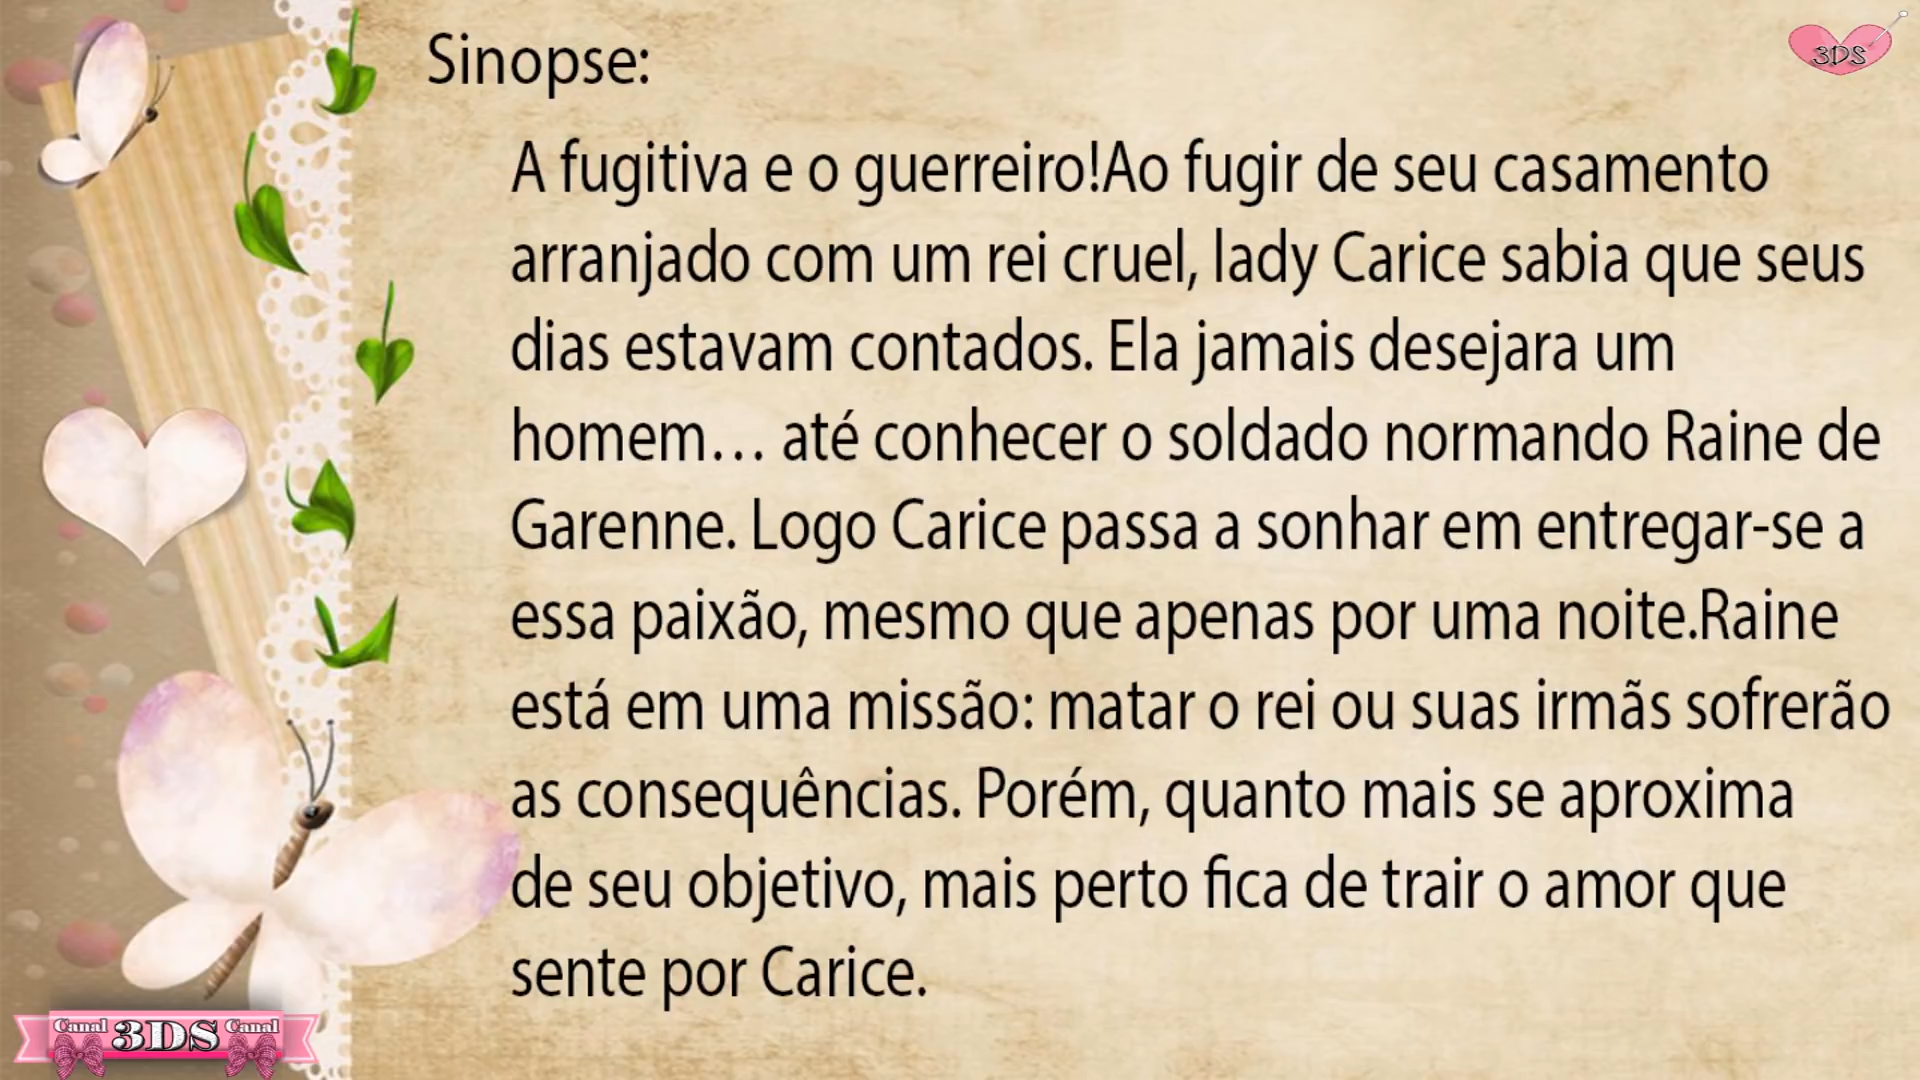 Sinopse:
3DS
A fugitiva e o guerreiro!Ao fugir de seu casamento
arranjado com um rei cruel, lady Carice sabia que seus
dias estavam contados. Ela jamais desejara um
homem… até conhecer o soldado normando Raine de
Garenne. Logo Carice passa a sonhar em entregar-se a
essa paixão, mesmo que apenas por uma noite.Raine
está em uma missão: matar o rei ou suas irmãs sofrerão
as consequências. Porém, quanto mais se aproxima
de seu objetivo, mais perto fica de trair o amor que
sente por Carice.
Canal 3DS Canal